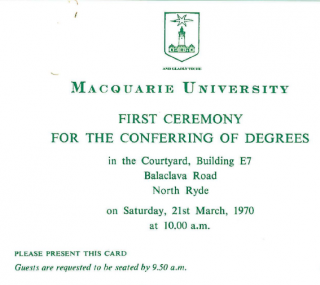 MACQUARIE UNIVERSITY
FIRST CEREMONY
FOR THE CONFERRING OF DEGREES
in the Courtyard, Building E7
Balaclava Road
North Ryde
on Saturday, 21st March, 1970
at 10.00 a.m.
PLEASE PRESENT THIS CARD
Guests are requested to be seated by 9.50 a.m.